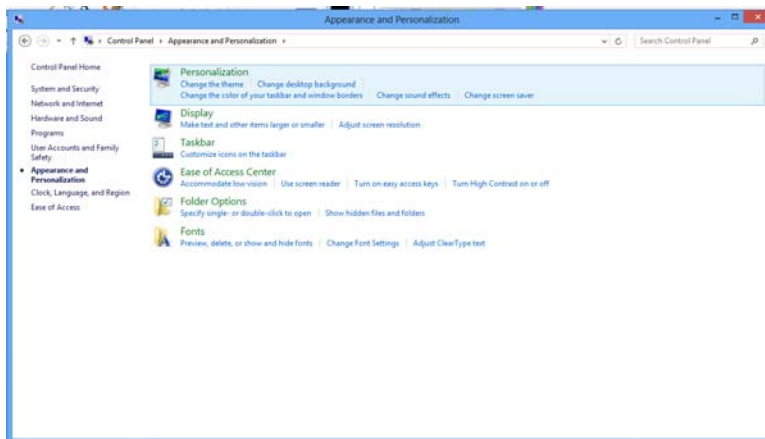 Appearance and Personalization
Control Panel
Appearance and Personalization
Search Control Panel
Control Panel Home
System and Security
Network and Internet
Hardware and Sound
Programs
User Accounts and Family
Safety
Appearance and
Personalization
Clock, Language, and Region
Ease of Access
Personalization
Change the theme
Change desktop background
Change the color of your taskbar and window borders
Change sound effects
Change screen saver
Display
Make text and other items larger or smaller
Adjust screen resolution
Taskbar
Customize icons on the taskbar
Ease of Access Center
Accommodate low vision
Use screen reader
Turn on easy access keys
Turn High Contrast on or off
Folder Options
Specify single- or double-click to open
Show hidden files and folders
Fonts
Preview, delete, or show and hide fonts
Change Font Settings
Adjust ClearType text